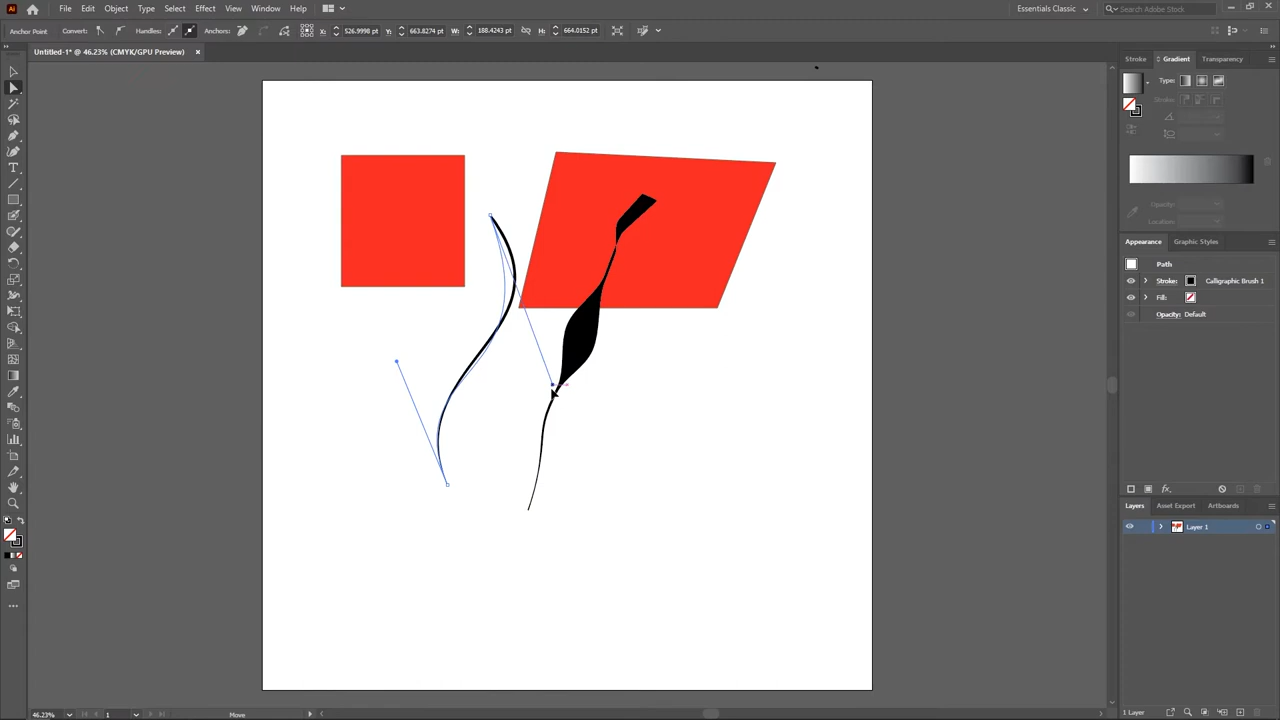 Ai File Edit Object Type Select Effect View Window Help Essentials Classic Search Adobe Stock
Anchor Point Convert: Handles: Anchors: X: 526.9998 pt Y: 663.8274 pt W: 188.4243 pt H: 664.0152 pt
Untitled-1* @ 46.23% (CMYK/GPU Preview)
Stroke Gradient Transparency
Type:
Stroke:
Location:
Appearance Graphic Styles
Path
Stroke: Calligraphic Brush 1
Fill:
Opacity: Default
fx
Layers Asset Export Artboards
Layer 1
46.23% 1 Move 1 Layer